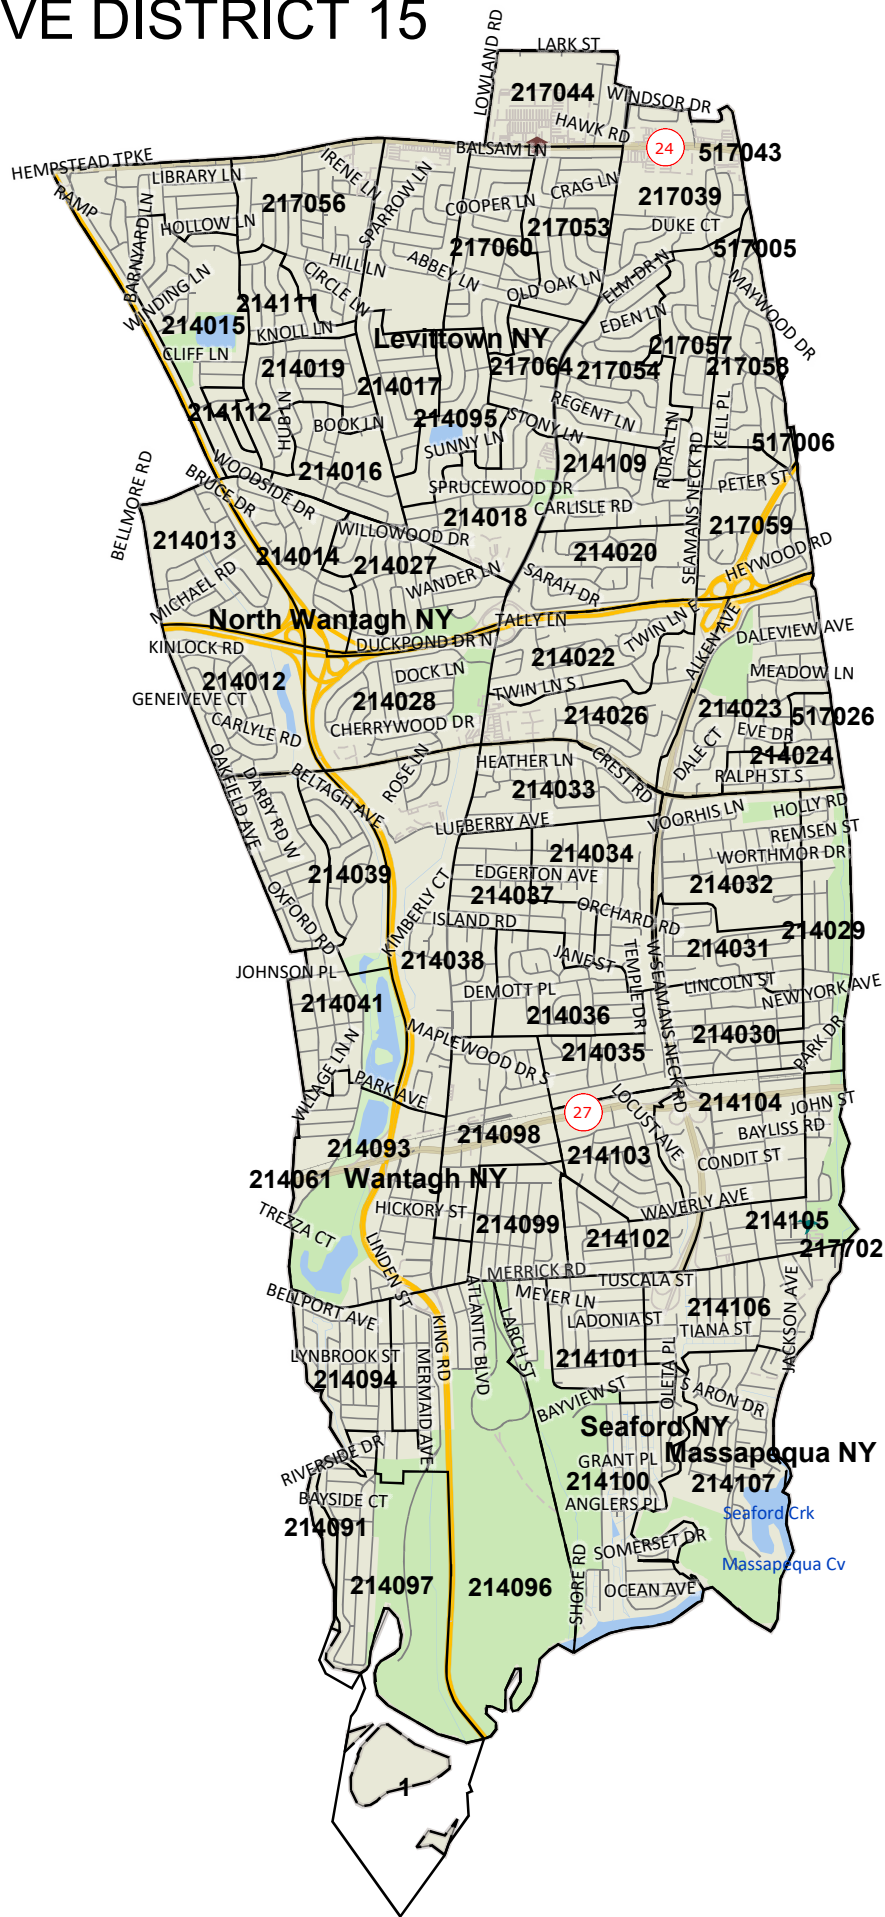 VE DISTRICT 15
LARK ST
LOWLAND RD
217044
WINDSOR DR
HAWK RD
24
BALSAM LN
517043
HEMPSTEAD TPKE
LIBRARY LN
IRENE LN
RAMP
BARNYARD LN
217056
SPARROW LN
CRAG LN
217039
COOPER LN
HOLLOW LN
217053
DUKE CT
217060
517005
HILL LN
ABBEY LN
ELM DR N
WINDING LN
CIRCLE LN
OLD OAK LN
MAYWOOD DR
214111
214015
KNOLL LN
EDEN LN
Levittown NY
217057
CLIFF LN
214019
217064
217054
217058
214017
HUB LN
214112
BOOK LN
214095
STONY LN
REGENT LN
KELL PL
SUNNY LN
RURAL LN
517006
BELLMORE RD
WOODSIDE DR
214016
214109
SEAMANS NECK RD
BRUCE DR
SPRUCEWOOD DR
PETER ST
CARLISLE RD
214018
217059
WILLOWOOD DR
214013
214014
214027
214020
HEYWOOD RD
MICHAEL RD
WANDER LN
SARAH DR
North Wantagh NY
TALLY LN
TWIN LN E
ALKEN AVE
DALEVIEW AVE
KINLOCK RD
DUCKPOND DR N
214022
DOCK LN
MEADOW LN
214012
GENEIVEVE CT
214028
TWIN LN S
214023
517026
CARLYLE RD
CHERRYWOOD DR
214026
EVE DR
OAKFIELD AVE
DALE CT
214024
HEATHER LN
CREST RD
RALPH ST S
DARBY RD W
BELTAGH AVE
ROSE LN
214033
HOLLY RD
VOORHIS LN
LUEBERRY AVE
REMSEN ST
214034
WORTHMOR DR
214039
EDGERTON AVE
214032
214037
KIMBERLY CT
ISLAND RD
ORCHARD RD
OXFORD RD
214029
214031
JANE ST
214038
JOHNSON PL
TEMPLE DR
W SEAMANS NECK RD
LINCOLN ST
DEMOTT PL
NEW YORK AVE
214041
214036
214030
VILLAGE LN N
MAPLEWOOD DR S
214035
PARK DR
PARK AVE
LOCUST AVE
214104
JOHN ST
27
BAYLISS RD
214098
214093
214103
CONDIT ST
214061
Wantagh NY
WAVERLY AVE
HICKORY ST
TREZZA CT
214099
214105
214102
217702
LINDEN ST
MERRICK RD
TUSCALA ST
BELLPORT AVE
ATLANTIC BLVD
MEYER LN
JACKSON AVE
214106
LARCH ST
LADONIA ST
TIANA ST
KING RD
LYNBROOK ST
214101
OLETA PL
214094
MERMAID AVE
S ARON DR
BAYVIEW ST
Seaford NY
Massapequa NY
RIVERSIDE DR
GRANT PL
214100
214107
BAYSIDE CT
ANGLERS PL
Seaford Crk
214091
SOMERSET DR
Massapequa Cv
214097
214096
SHORE RD
OCEAN AVE
1